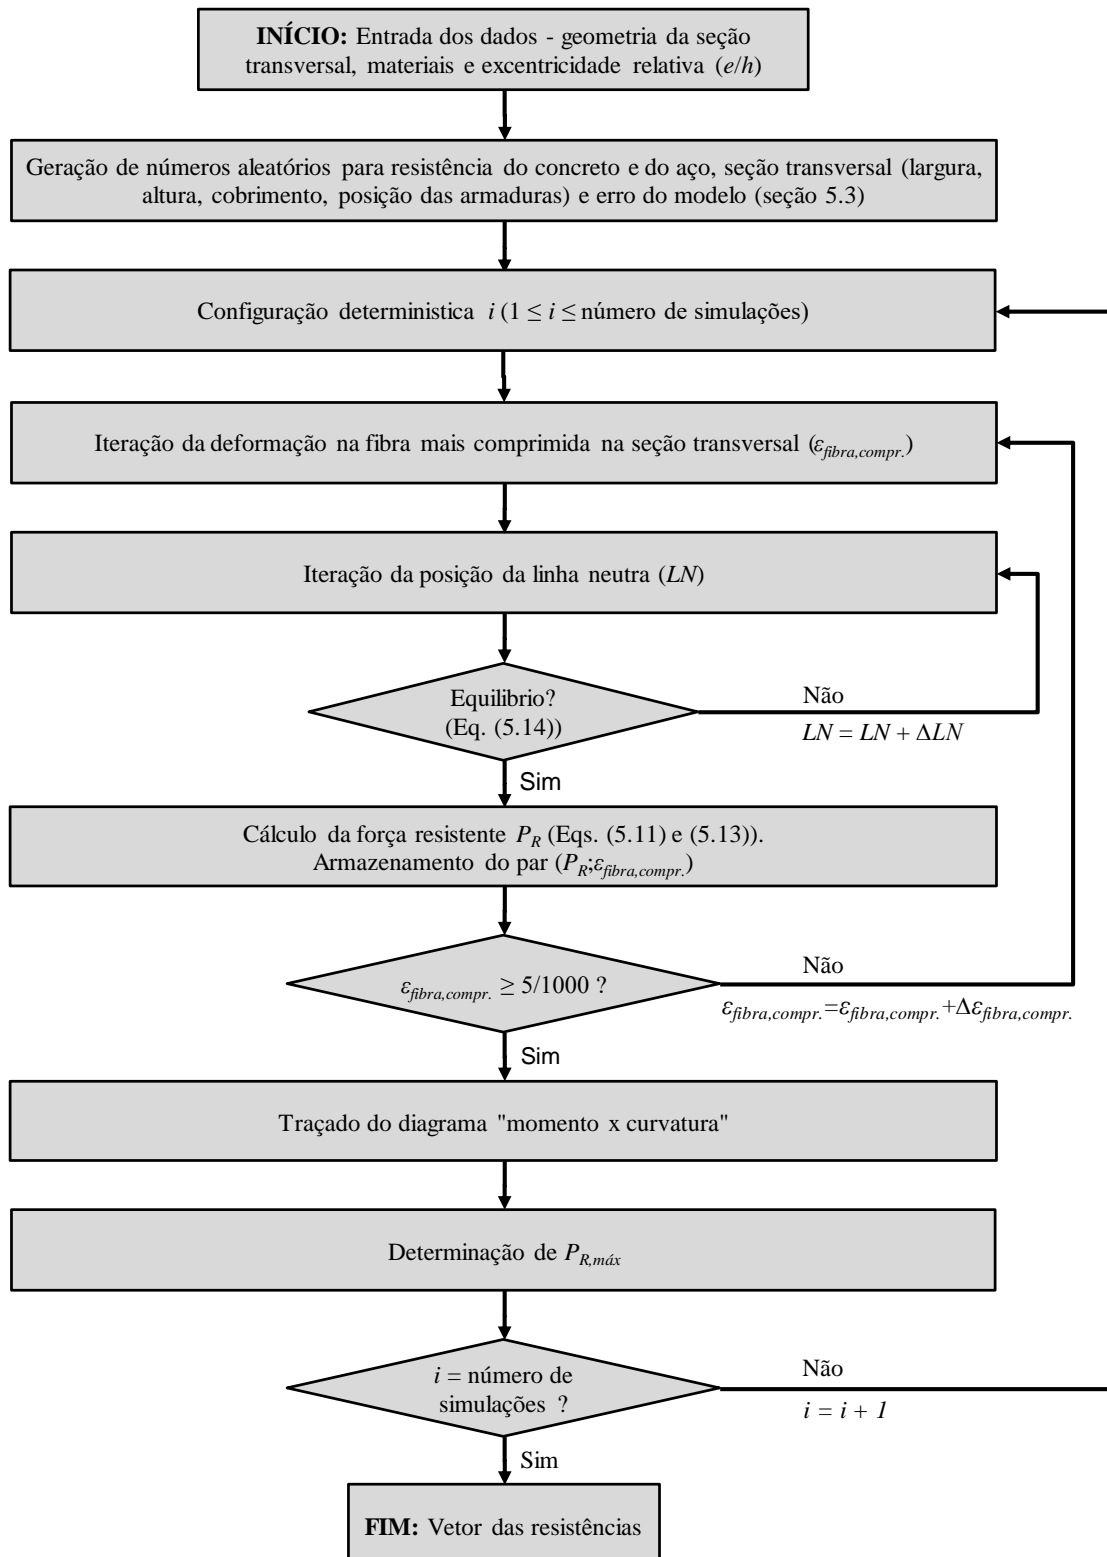 INÍCIO: Entrada dos dados - geometria da seção
transversal, materiais e excentricidade relativa (e/h)
Geração de números aleatórios para resistência do concreto e do aço, seção transversal (largura,
altura, cobrimento, posição das armaduras) e erro do modelo (seção 5.3)
Configuração deterministica i (1 ≤ i ≤ número de simulações)
Iteração da deformação na fibra mais comprimida na seção transversal (εfibra,compr.)
Iteração da posição da linha neutra (LN)
Equilibrio?
(Eq. (5.14))
Não
LN = LN + ΔLN
Sim
Cálculo da força resistente PR (Eqs. (5.11) e (5.13)).
Armazenamento do par (PR;εfibra,compr.)
εfibra,compr. ≥ 5/1000 ?
Não
εfibra,compr.=εfibra,compr.+Δεfibra,compr.
Sim
Traçado do diagrama "momento x curvatura"
Determinação de PR,máx
i = número de
simulações ?
Não
i = i + 1
Sim
FIM: Vetor das resistências